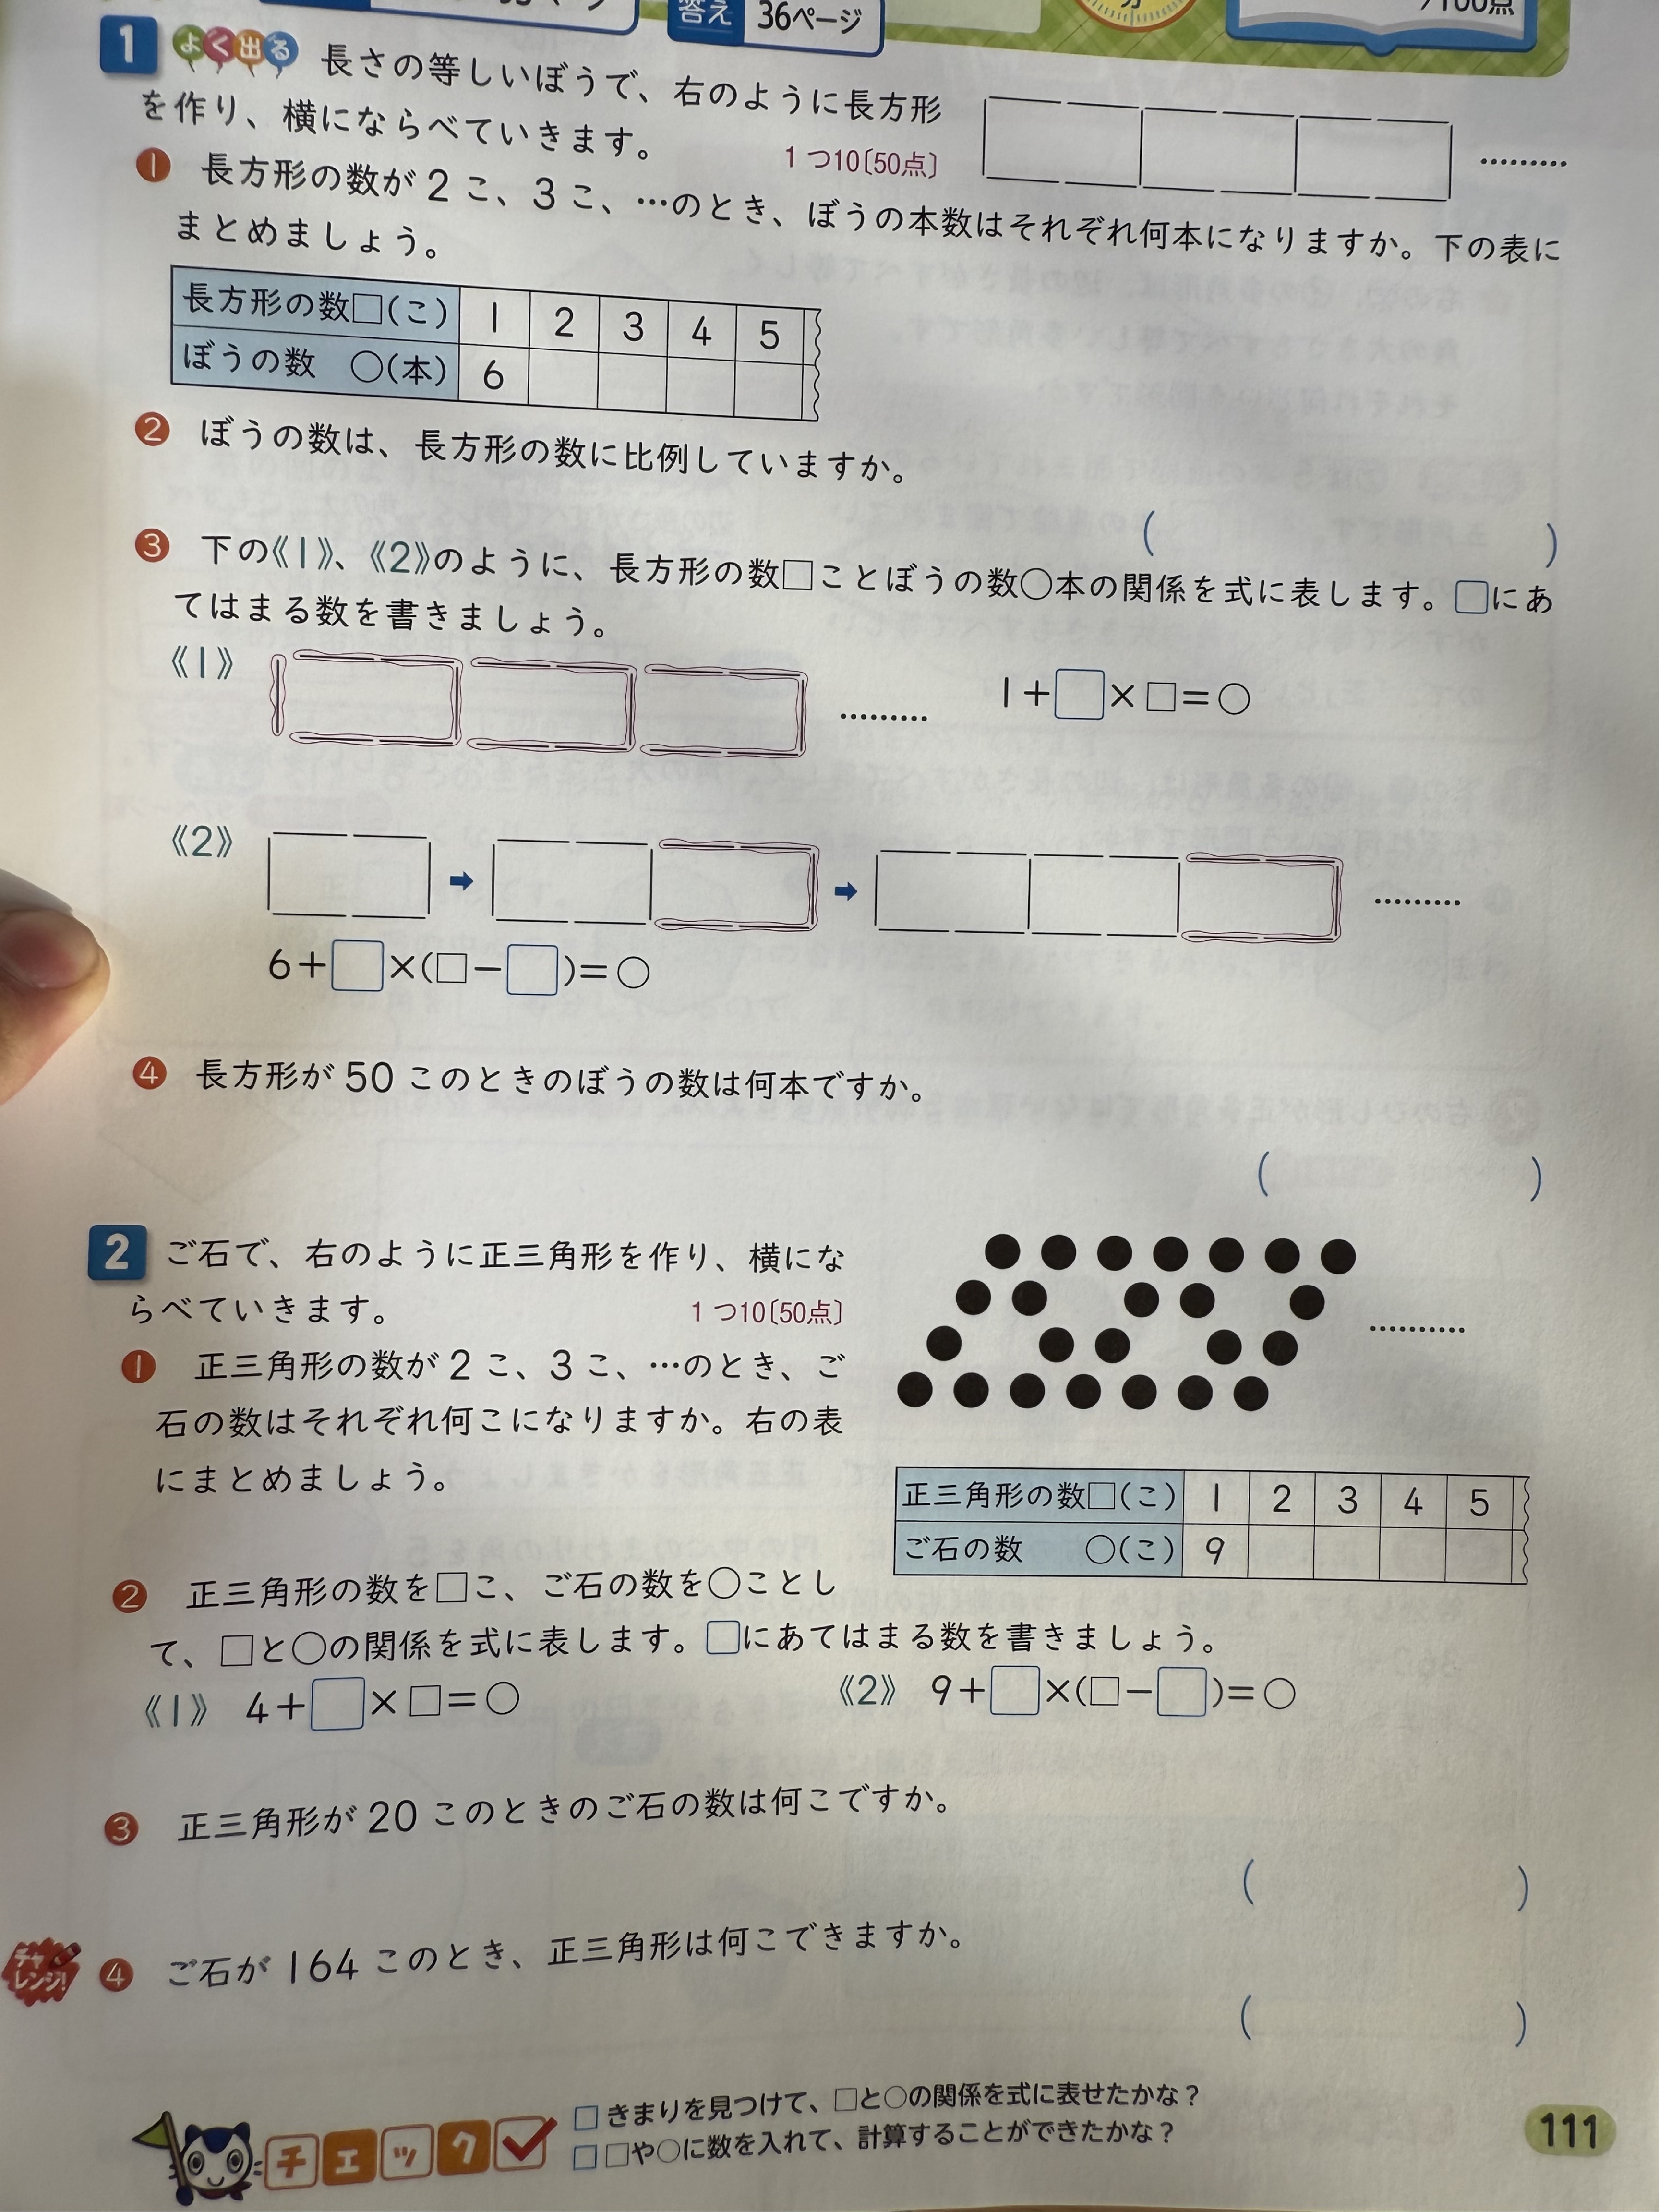 答え 36ページ
分
/100点
1 よく出る 長さの等しいぼうで、右のように長方形
を作り、横にならべていきます。 1つ10〔50点〕
❶ 長方形の数が2こ、3こ、…のとき、ぼうの本数はそれぞれ何本になりますか。下の表に
まとめましょう。
長方形の数□(こ) 1 2 3 4 5
ぼうの数 ○(本) 6
❷ ぼうの数は、長方形の数に比例していますか。
( )
❸ 下の《1》、《2》のように、長方形の数□ことぼうの数○本の関係を式に表します。□にあ
てはまる数を書きましょう。
《1》 ……… 1+□×□=○
《2》 ➡ ➡ ………
6+□×(□-□)=○
❹ 長方形が50このときのぼうの数は何本ですか。
( )
2 ご石で、右のように正三角形を作り、横にな
らべていきます。 1つ10〔50点〕
❶ 正三角形の数が2こ、3こ、…のとき、ご
石の数はそれぞれ何こになりますか。右の表
にまとめましょう。
正三角形の数□(こ) 1 2 3 4 5
ご石の数 ○(こ) 9
❷ 正三角形の数を□こ、ご石の数を○ことし
て、□と○の関係を式に表します。□にあてはまる数を書きましょう。
《1》 4+□×□=○ 《2》 9+□×(□-□)=○
❸ 正三角形が20このときのご石の数は何こですか。
( )
チャレンジ! ❹ ご石が164このとき、正三角形は何こできますか。
( )
チェック
□きまりを見つけて、□と○の関係を式に表せたかな?
□□や○に数を入れて、計算することができたかな?
111